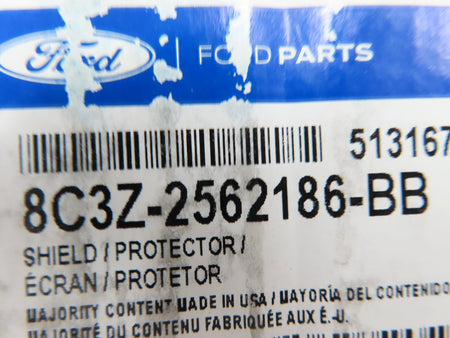 Ford | FORD PARTS
513167
8C3Z-2562186-BB
SHIELD / PROTECTOR /
ÉCRAN / PROTETOR
MAJORITY CONTENT MADE IN USA / MAYORÍA DEL CONTENIDO
MAJORITÉ DU CONTENU FABRIQUÉE AUX É.-U.